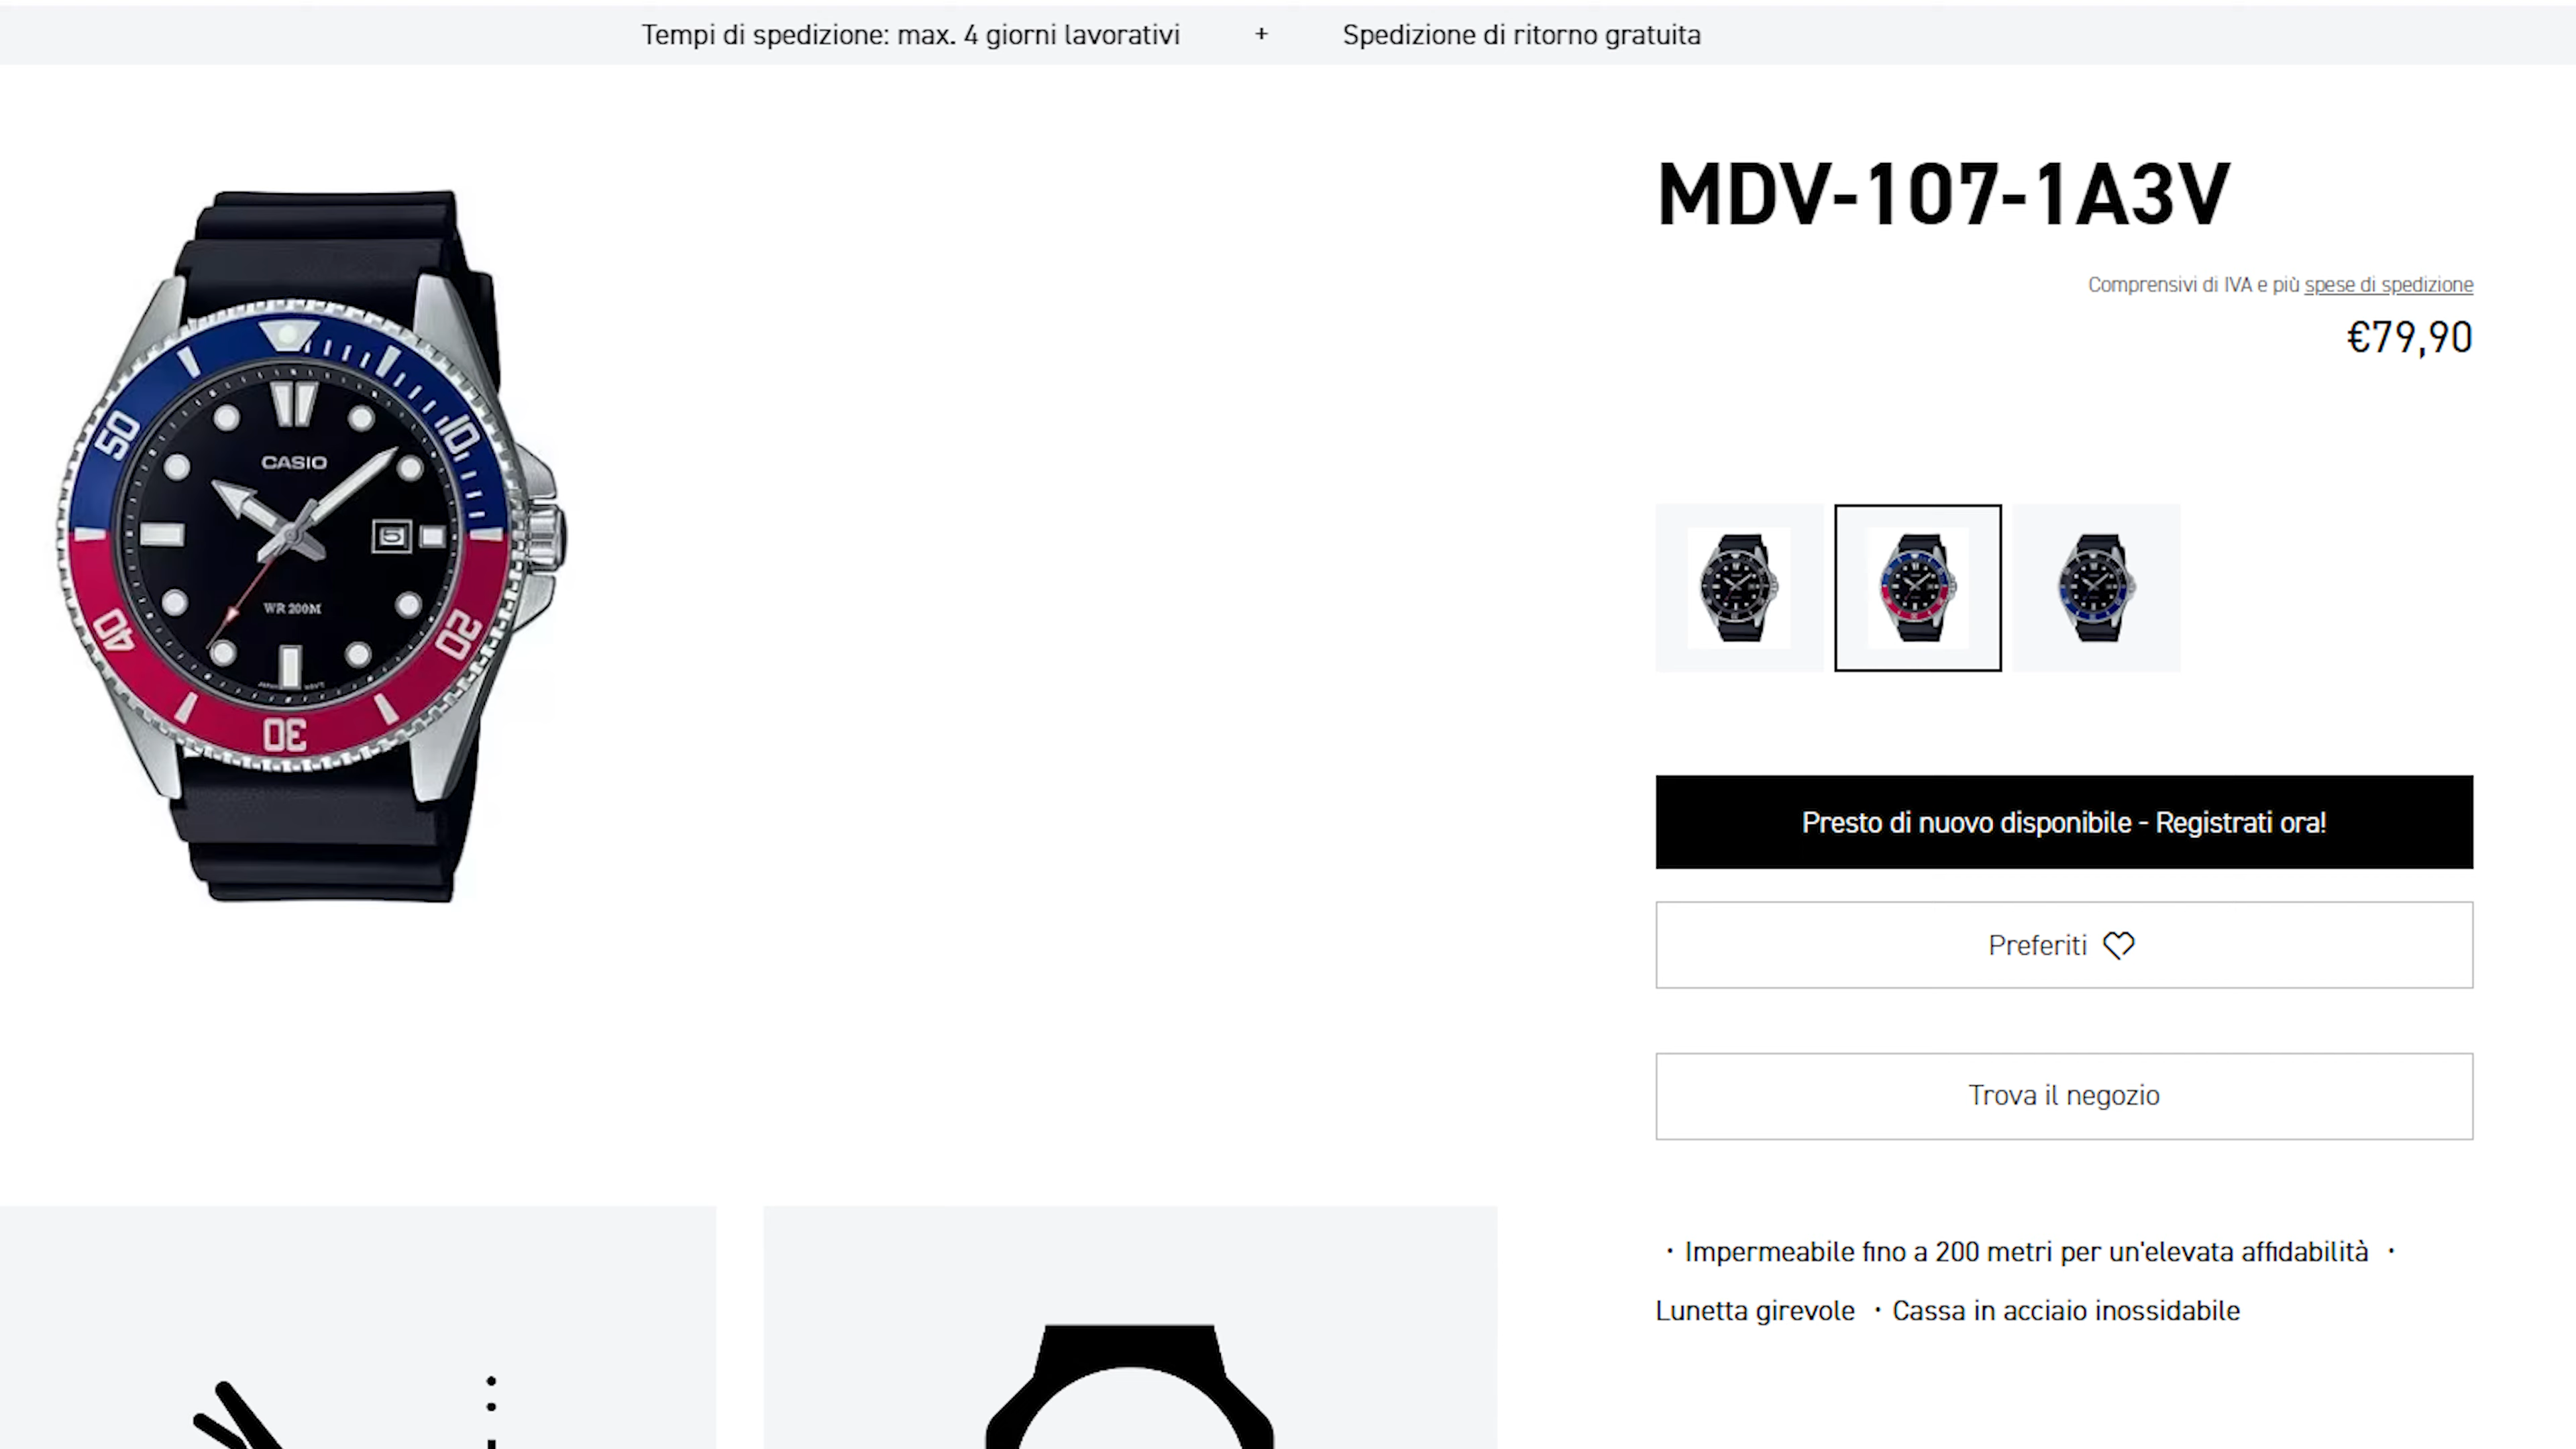 Tempi di spedizione: max. 4 giorni lavorativi + Spedizione di ritorno gratuita
MDV-107-1A3V
Comprensivi di IVA e più spese di spedizione
€79,90
10
20
30
40
50
CASIO
5
WR 200M
Presto di nuovo disponibile - Registrati ora!
Preferiti
Trova il negozio
· Impermeabile fino a 200 metri per un'elevata affidabilità ·
Lunetta girevole · Cassa in acciaio inossidabile